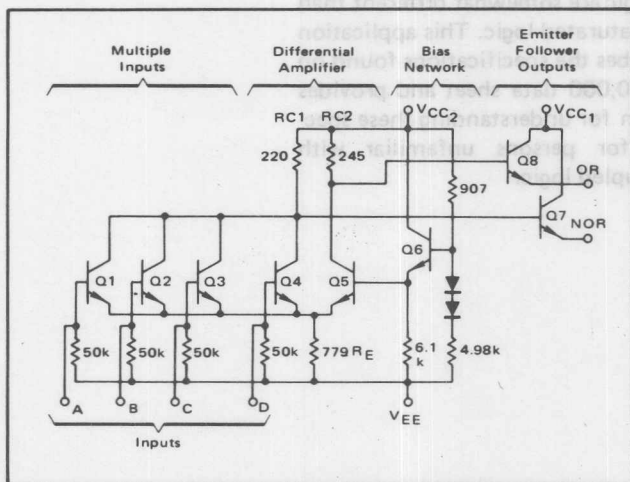 Multiple
Inputs
Differential
Amplifier
Bias
Network
Emitter
Follower
Outputs
RC1
RC2
VCC2
VCC1
220
245
907
Q8
OR
Q7
NOR
Q1
Q2
Q3
Q4
Q5
Q6
50k
50k
50k
50k
779 RE
6.1
k
4.98k
A
B
C
D
VEE
Inputs